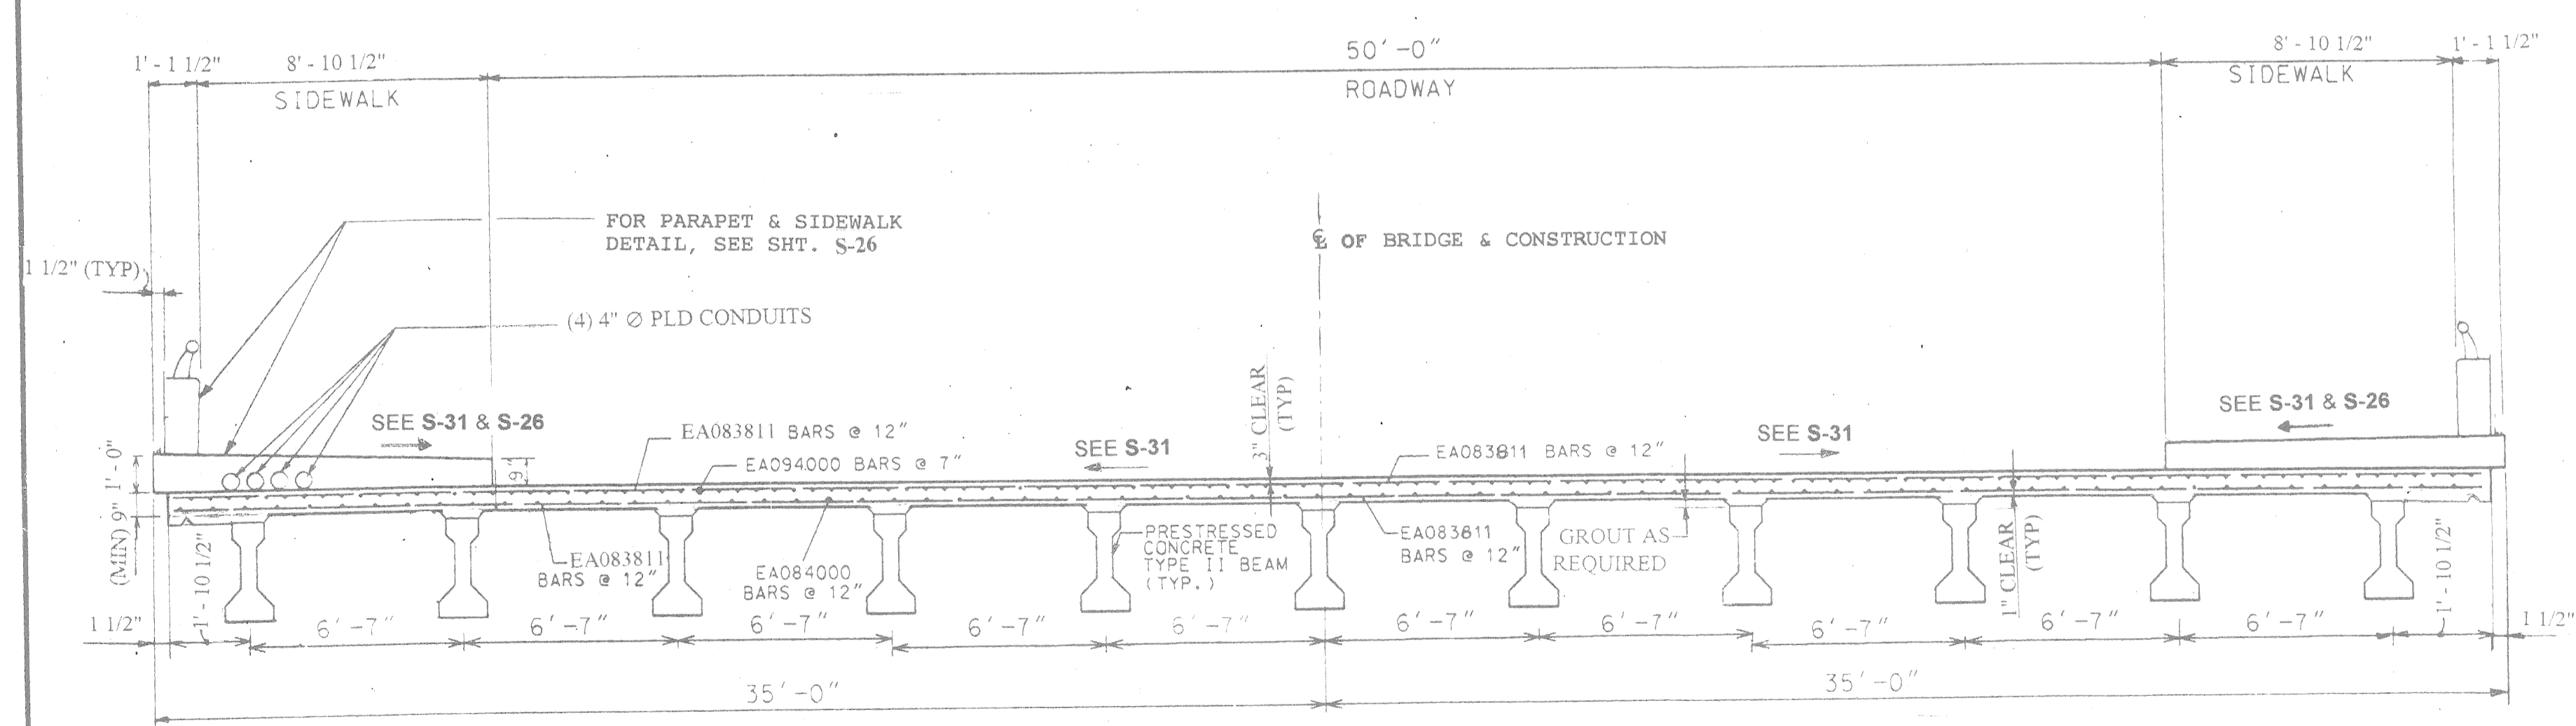 50'-0"
1' - 1 1/2"
8' - 10 1/2"
8' - 10 1/2"
1' - 1 1/2"
SIDEWALK
ROADWAY
SIDEWALK
FOR PARAPET & SIDEWALK
DETAIL, SEE SHT. S-26
℄ OF BRIDGE & CONSTRUCTION
1 1/2" (TYP)
(4) 4" ∅ PLD CONDUITS
3" CLEAR
(TYP)
SEE S-31 & S-26
EA083811 BARS @ 12"
EA094000 BARS @ 7"
SEE S-31
EA083811 BARS @ 12"
SEE S-31
SEE S-31 & S-26
1' - 0"
9"
(MIN) 9"
1' - 10 1/2"
EA083811
BARS @ 12"
EA084000
BARS @ 12"
PRESTRESSED
CONCRETE
TYPE II BEAM
(TYP.)
EA083811
BARS @ 12"
GROUT AS
REQUIRED
1" CLEAR
(TYP)
1' - 10 1/2"
1 1/2"
6'-7"
6'-7"
6'-7"
6'-7"
6'-7"
6'-7"
6'-7"
6'-7"
6'-7"
6'-7"
1 1/2"
35'-0"
35'-0"